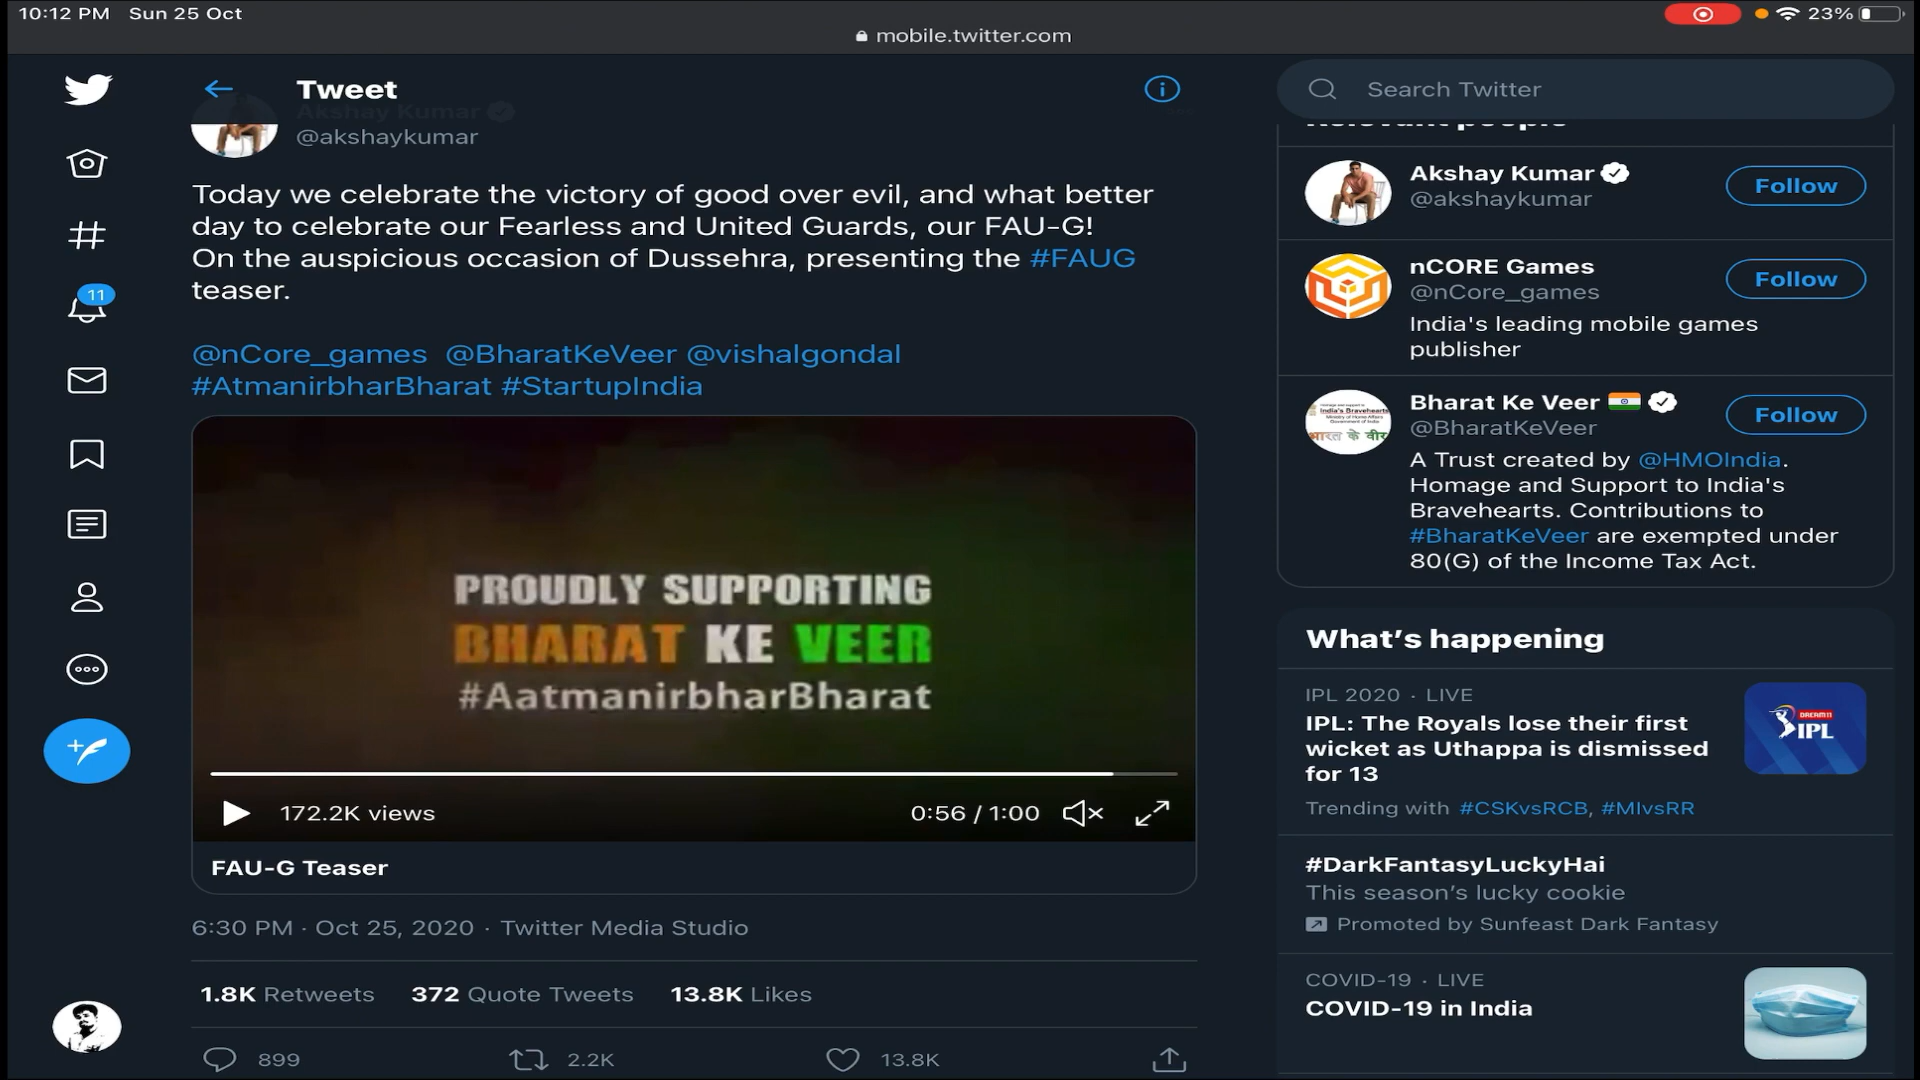 10:12 PM Sun 25 Oct
23%
mobile.twitter.com
Tweet
Search Twitter
Akshay Kumar
@akshaykumar
Today we celebrate the victory of good over evil, and what better
day to celebrate our Fearless and United Guards, our FAU-G!
On the auspicious occasion of Dussehra, presenting the #FAUG
teaser.
@nCore_games @BharatKeVeer @vishalgondal
#AtmanirbharBharat #StartupIndia
PROUDLY SUPPORTING
BHARAT KE VEER
#AatmanirbharBharat
172.2K views
0:56 / 1:00
FAU-G Teaser
6:30 PM · Oct 25, 2020 · Twitter Media Studio
1.8K Retweets 372 Quote Tweets 13.8K Likes
899 2.2K 13.8K
11
Relevant people
Akshay Kumar
@akshaykumar
Follow
nCORE Games
@nCore_games
Follow
India's leading mobile games
publisher
Bharat Ke Veer
@BharatKeVeer
Follow
India's Bravehearts
भारत के वीर
A Trust created by @HMOIndia.
Homage and Support to India's
Bravehearts. Contributions to
#BharatKeVeer are exempted under
80(G) of the Income Tax Act.
What's happening
IPL 2020 · LIVE
IPL: The Royals lose their first
wicket as Uthappa is dismissed
for 13
Trending with #CSKvsRCB, #MIvsRR
DREAM11
IPL
#DarkFantasyLuckyHai
This season's lucky cookie
Promoted by Sunfeast Dark Fantasy
COVID-19 · LIVE
COVID-19 in India